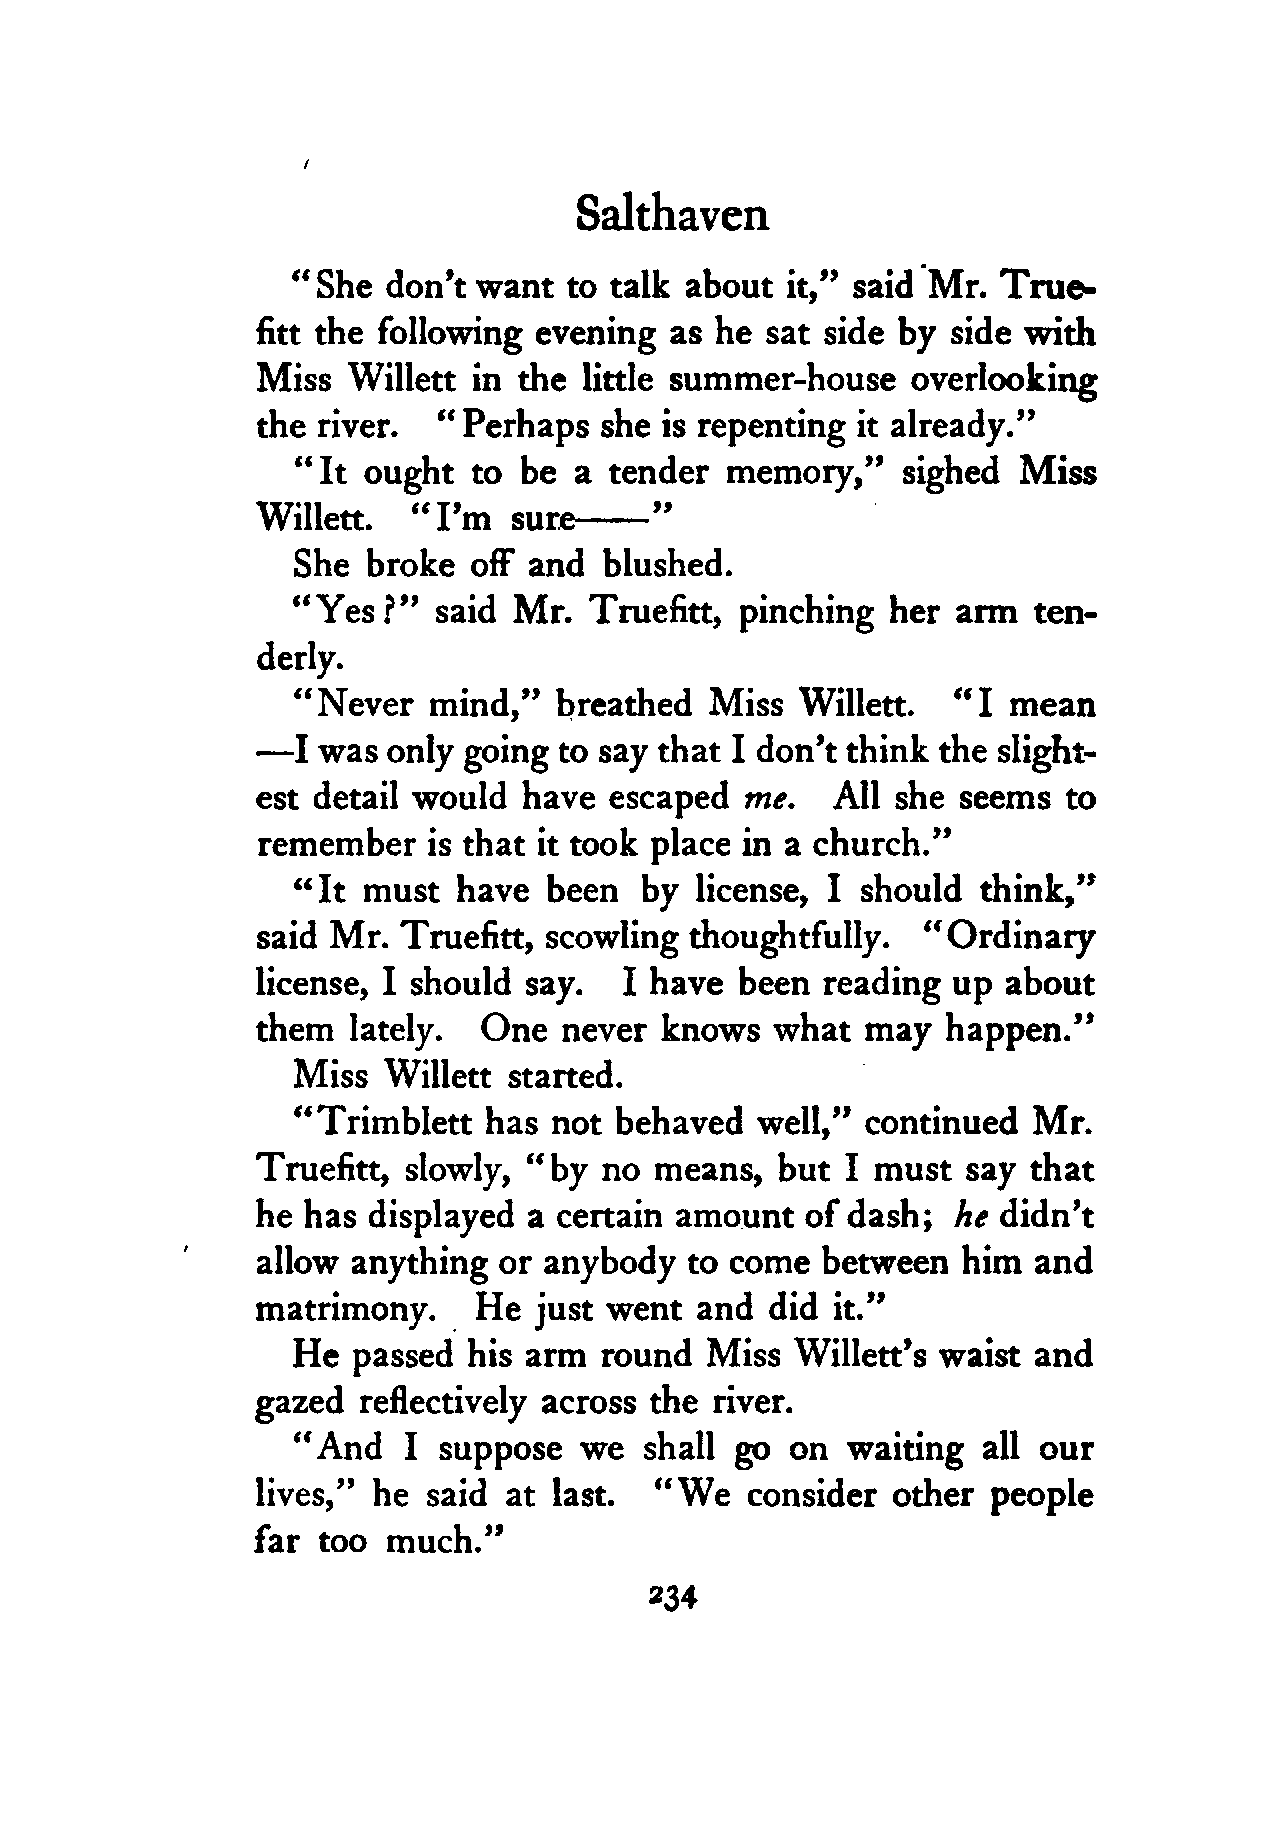 Salthaven
"She don't want to talk about it," said Mr. True-
fitt the following evening as he sat side by side with
Miss Willett in the little summer-house overlooking
the river. "Perhaps she is repenting it already."
"It ought to be a tender memory," sighed Miss
Willett. "I'm sure——"
She broke off and blushed.
"Yes?" said Mr. Truefitt, pinching her arm ten-
derly.
"Never mind," breathed Miss Willett. "I mean
—I was only going to say that I don't think the slight-
est detail would have escaped me. All she seems to
remember is that it took place in a church."
"It must have been by license, I should think,"
said Mr. Truefitt, scowling thoughtfully. "Ordinary
license, I should say. I have been reading up about
them lately. One never knows what may happen."
Miss Willett started.
"Trimblett has not behaved well," continued Mr.
Truefitt, slowly, "by no means, but I must say that
he has displayed a certain amount of dash; he didn't
allow anything or anybody to come between him and
matrimony. He just went and did it."
He passed his arm round Miss Willett's waist and
gazed reflectively across the river.
"And I suppose we shall go on waiting all our
lives," he said at last. "We consider other people
far too much."
234